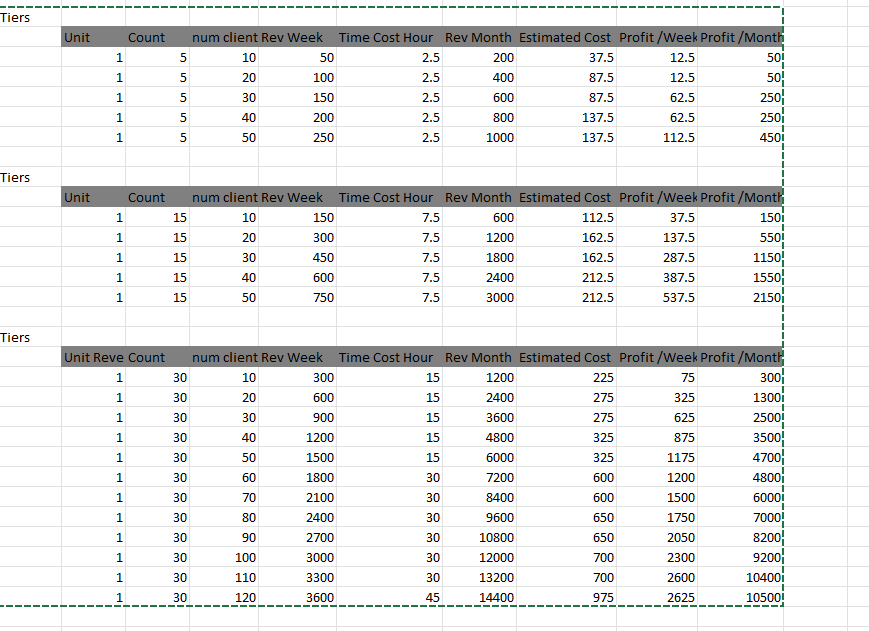 Tiers
Unit Count num client Rev Week Time Cost Hour Rev Month Estimated Cost Profit /Week Profit /Month
1 5 10 50 2.5 200 37.5 12.5 50
1 5 20 100 2.5 400 87.5 12.5 50
1 5 30 150 2.5 600 87.5 62.5 250
1 5 40 200 2.5 800 137.5 62.5 250
1 5 50 250 2.5 1000 137.5 112.5 450
Tiers
Unit Count num client Rev Week Time Cost Hour Rev Month Estimated Cost Profit /Week Profit /Month
1 15 10 150 7.5 600 112.5 37.5 150
1 15 20 300 7.5 1200 162.5 137.5 550
1 15 30 450 7.5 1800 162.5 287.5 1150
1 15 40 600 7.5 2400 212.5 387.5 1550
1 15 50 750 7.5 3000 212.5 537.5 2150
Tiers
Unit Reve Count num client Rev Week Time Cost Hour Rev Month Estimated Cost Profit /Week Profit /Month
1 30 10 300 15 1200 225 75 300
1 30 20 600 15 2400 275 325 1300
1 30 30 900 15 3600 275 625 2500
1 30 40 1200 15 4800 325 875 3500
1 30 50 1500 15 6000 325 1175 4700
1 30 60 1800 30 7200 600 1200 4800
1 30 70 2100 30 8400 600 1500 6000
1 30 80 2400 30 9600 650 1750 7000
1 30 90 2700 30 10800 650 2050 8200
1 30 100 3000 30 12000 700 2300 9200
1 30 110 3300 30 13200 700 2600 10400
1 30 120 3600 45 14400 975 2625 10500